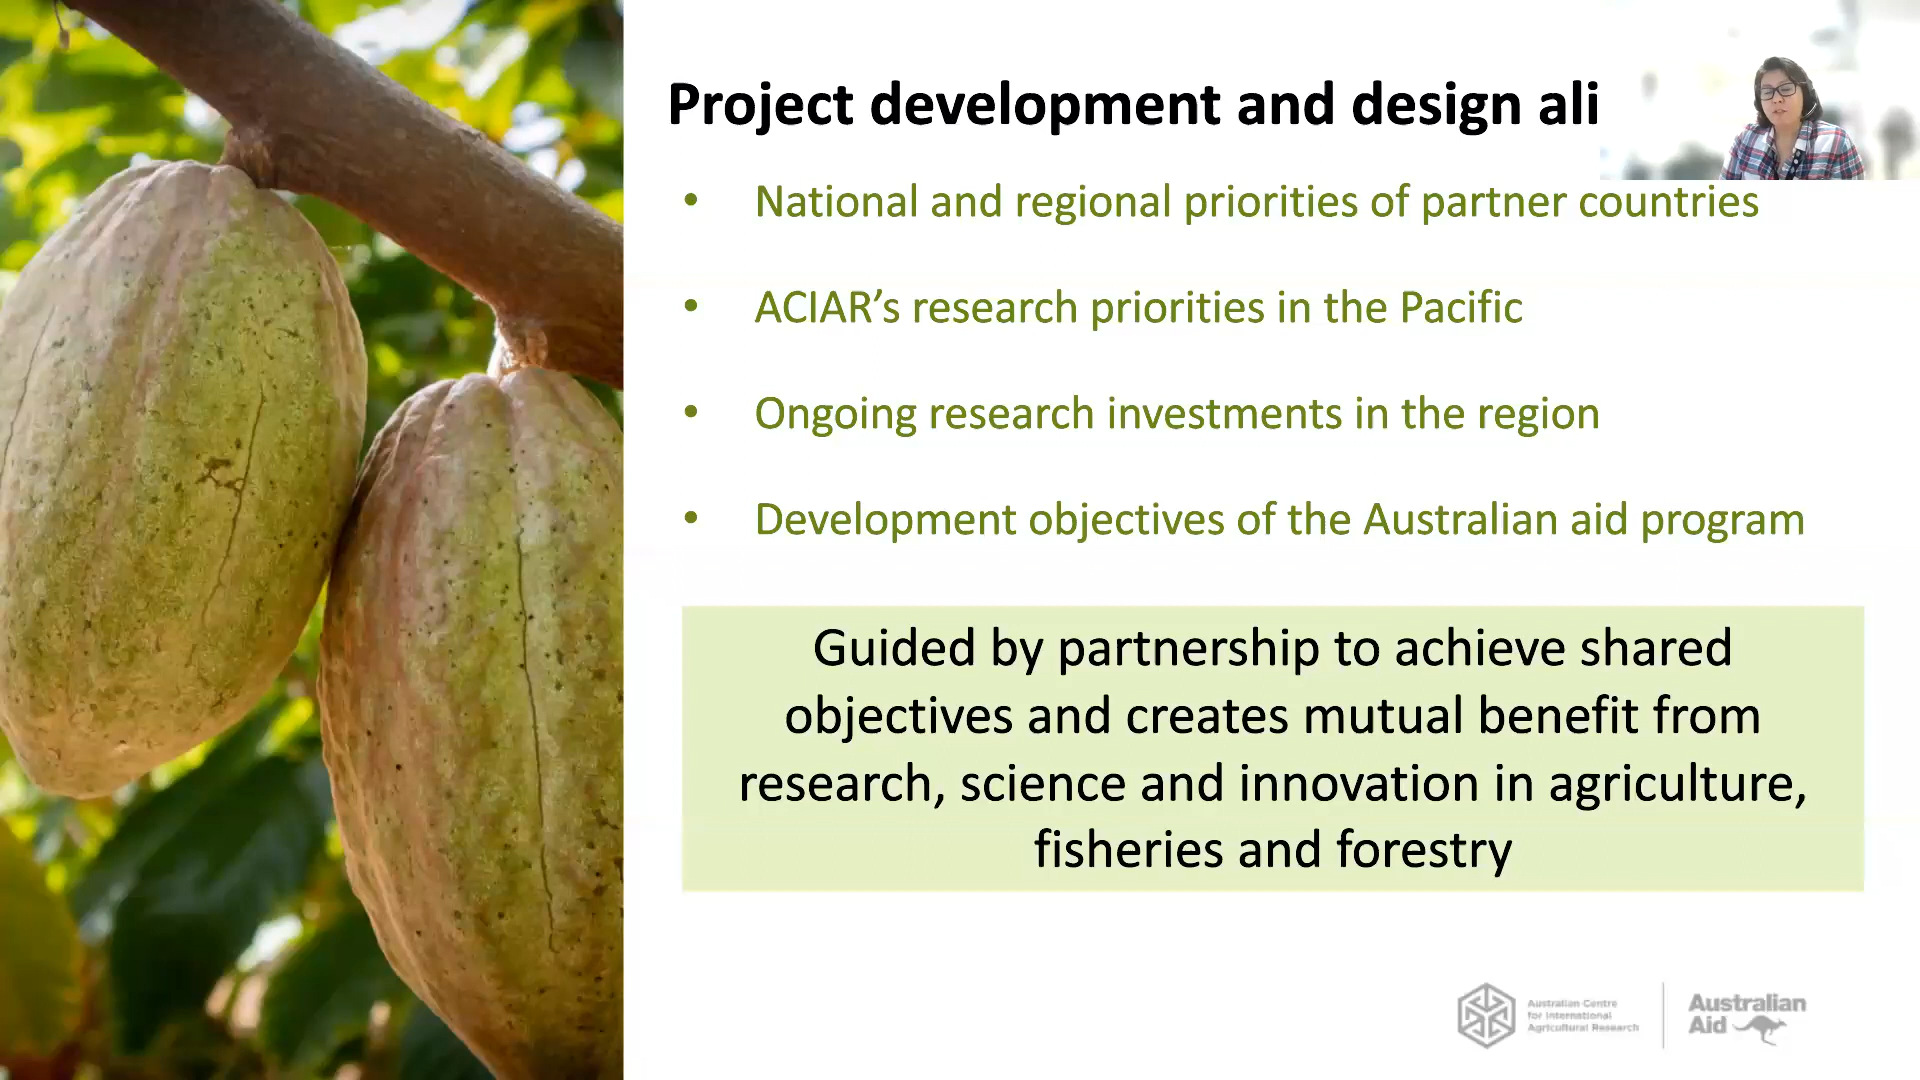 Project development and design ali
• National and regional priorities of partner countries
• ACIAR’s research priorities in the Pacific
• Ongoing research investments in the region
• Development objectives of the Australian aid program
Guided by partnership to achieve shared
objectives and creates mutual benefit from
research, science and innovation in agriculture,
fisheries and forestry
Australian Centre
for International
Agricultural Research
Australian
Aid